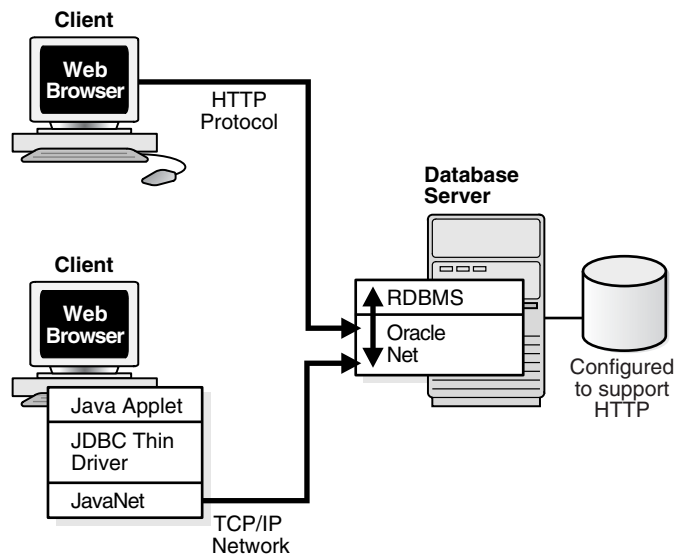 Client
Web
Browser
HTTP
Protocol
Database
Server
RDBMS
Oracle
Net
Configured
to support
HTTP
Client
Web
Browser
Java Applet
JDBC Thin
Driver
JavaNet
TCP/IP
Network